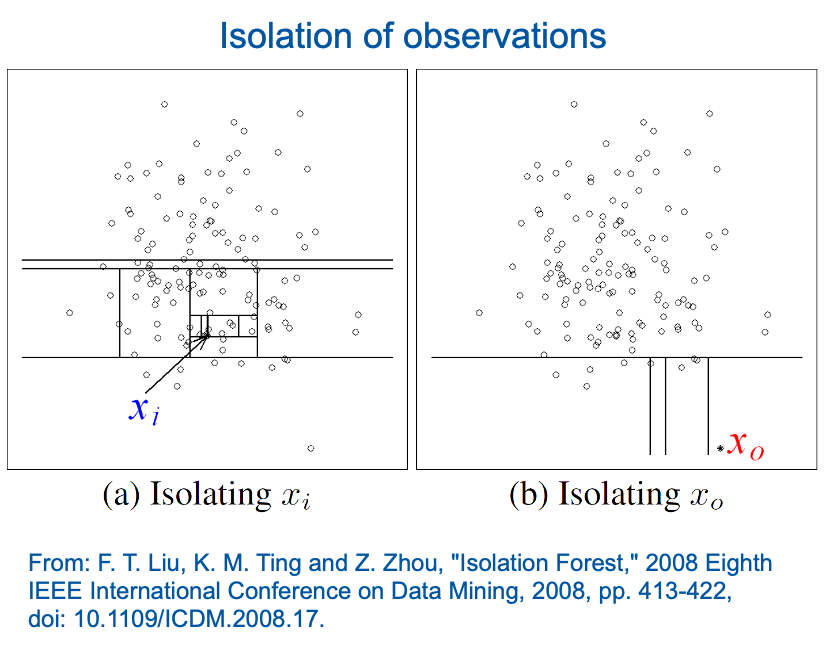 Isolation of observations
x_i
x_o
(a) Isolating x_i
(b) Isolating x_o
From: F. T. Liu, K. M. Ting and Z. Zhou, "Isolation Forest," 2008 Eighth
IEEE International Conference on Data Mining, 2008, pp. 413-422,
doi: 10.1109/ICDM.2008.17.